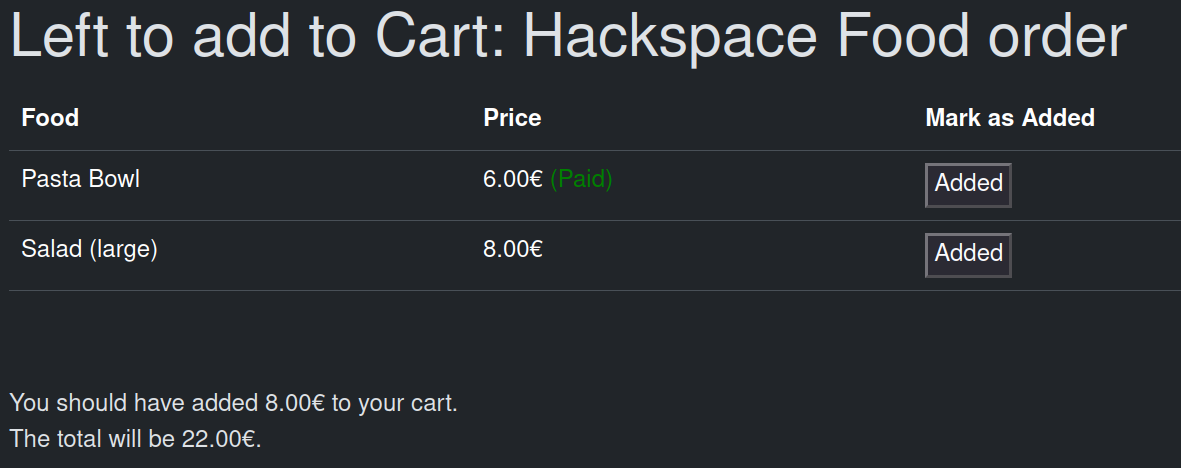 Left to add to Cart: Hackspace Food order
Food Price Mark as Added
Pasta Bowl 6.00€ (Paid) Added
Salad (large) 8.00€ Added
You should have added 8.00€ to your cart.
The total will be 22.00€.